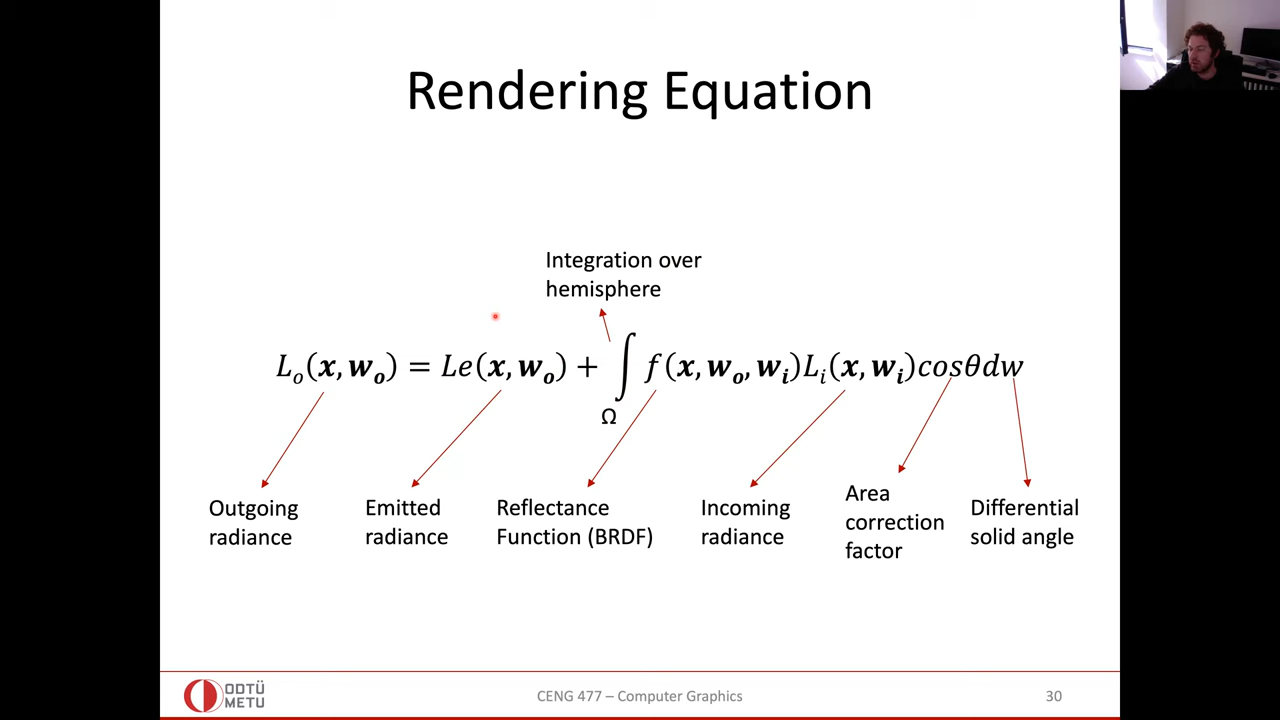 Rendering Equation
Integration over
hemisphere
Lₒ(x, wₒ) = Le(x, wₒ) + ∫ f(x, wₒ, wᵢ)Lᵢ(x, wᵢ)cosθdw
Ω
Outgoing
radiance
Emitted
radiance
Reflectance
Function (BRDF)
Incoming
radiance
Area
correction
factor
Differential
solid angle
ODTÜ
METU
CENG 477 – Computer Graphics
30